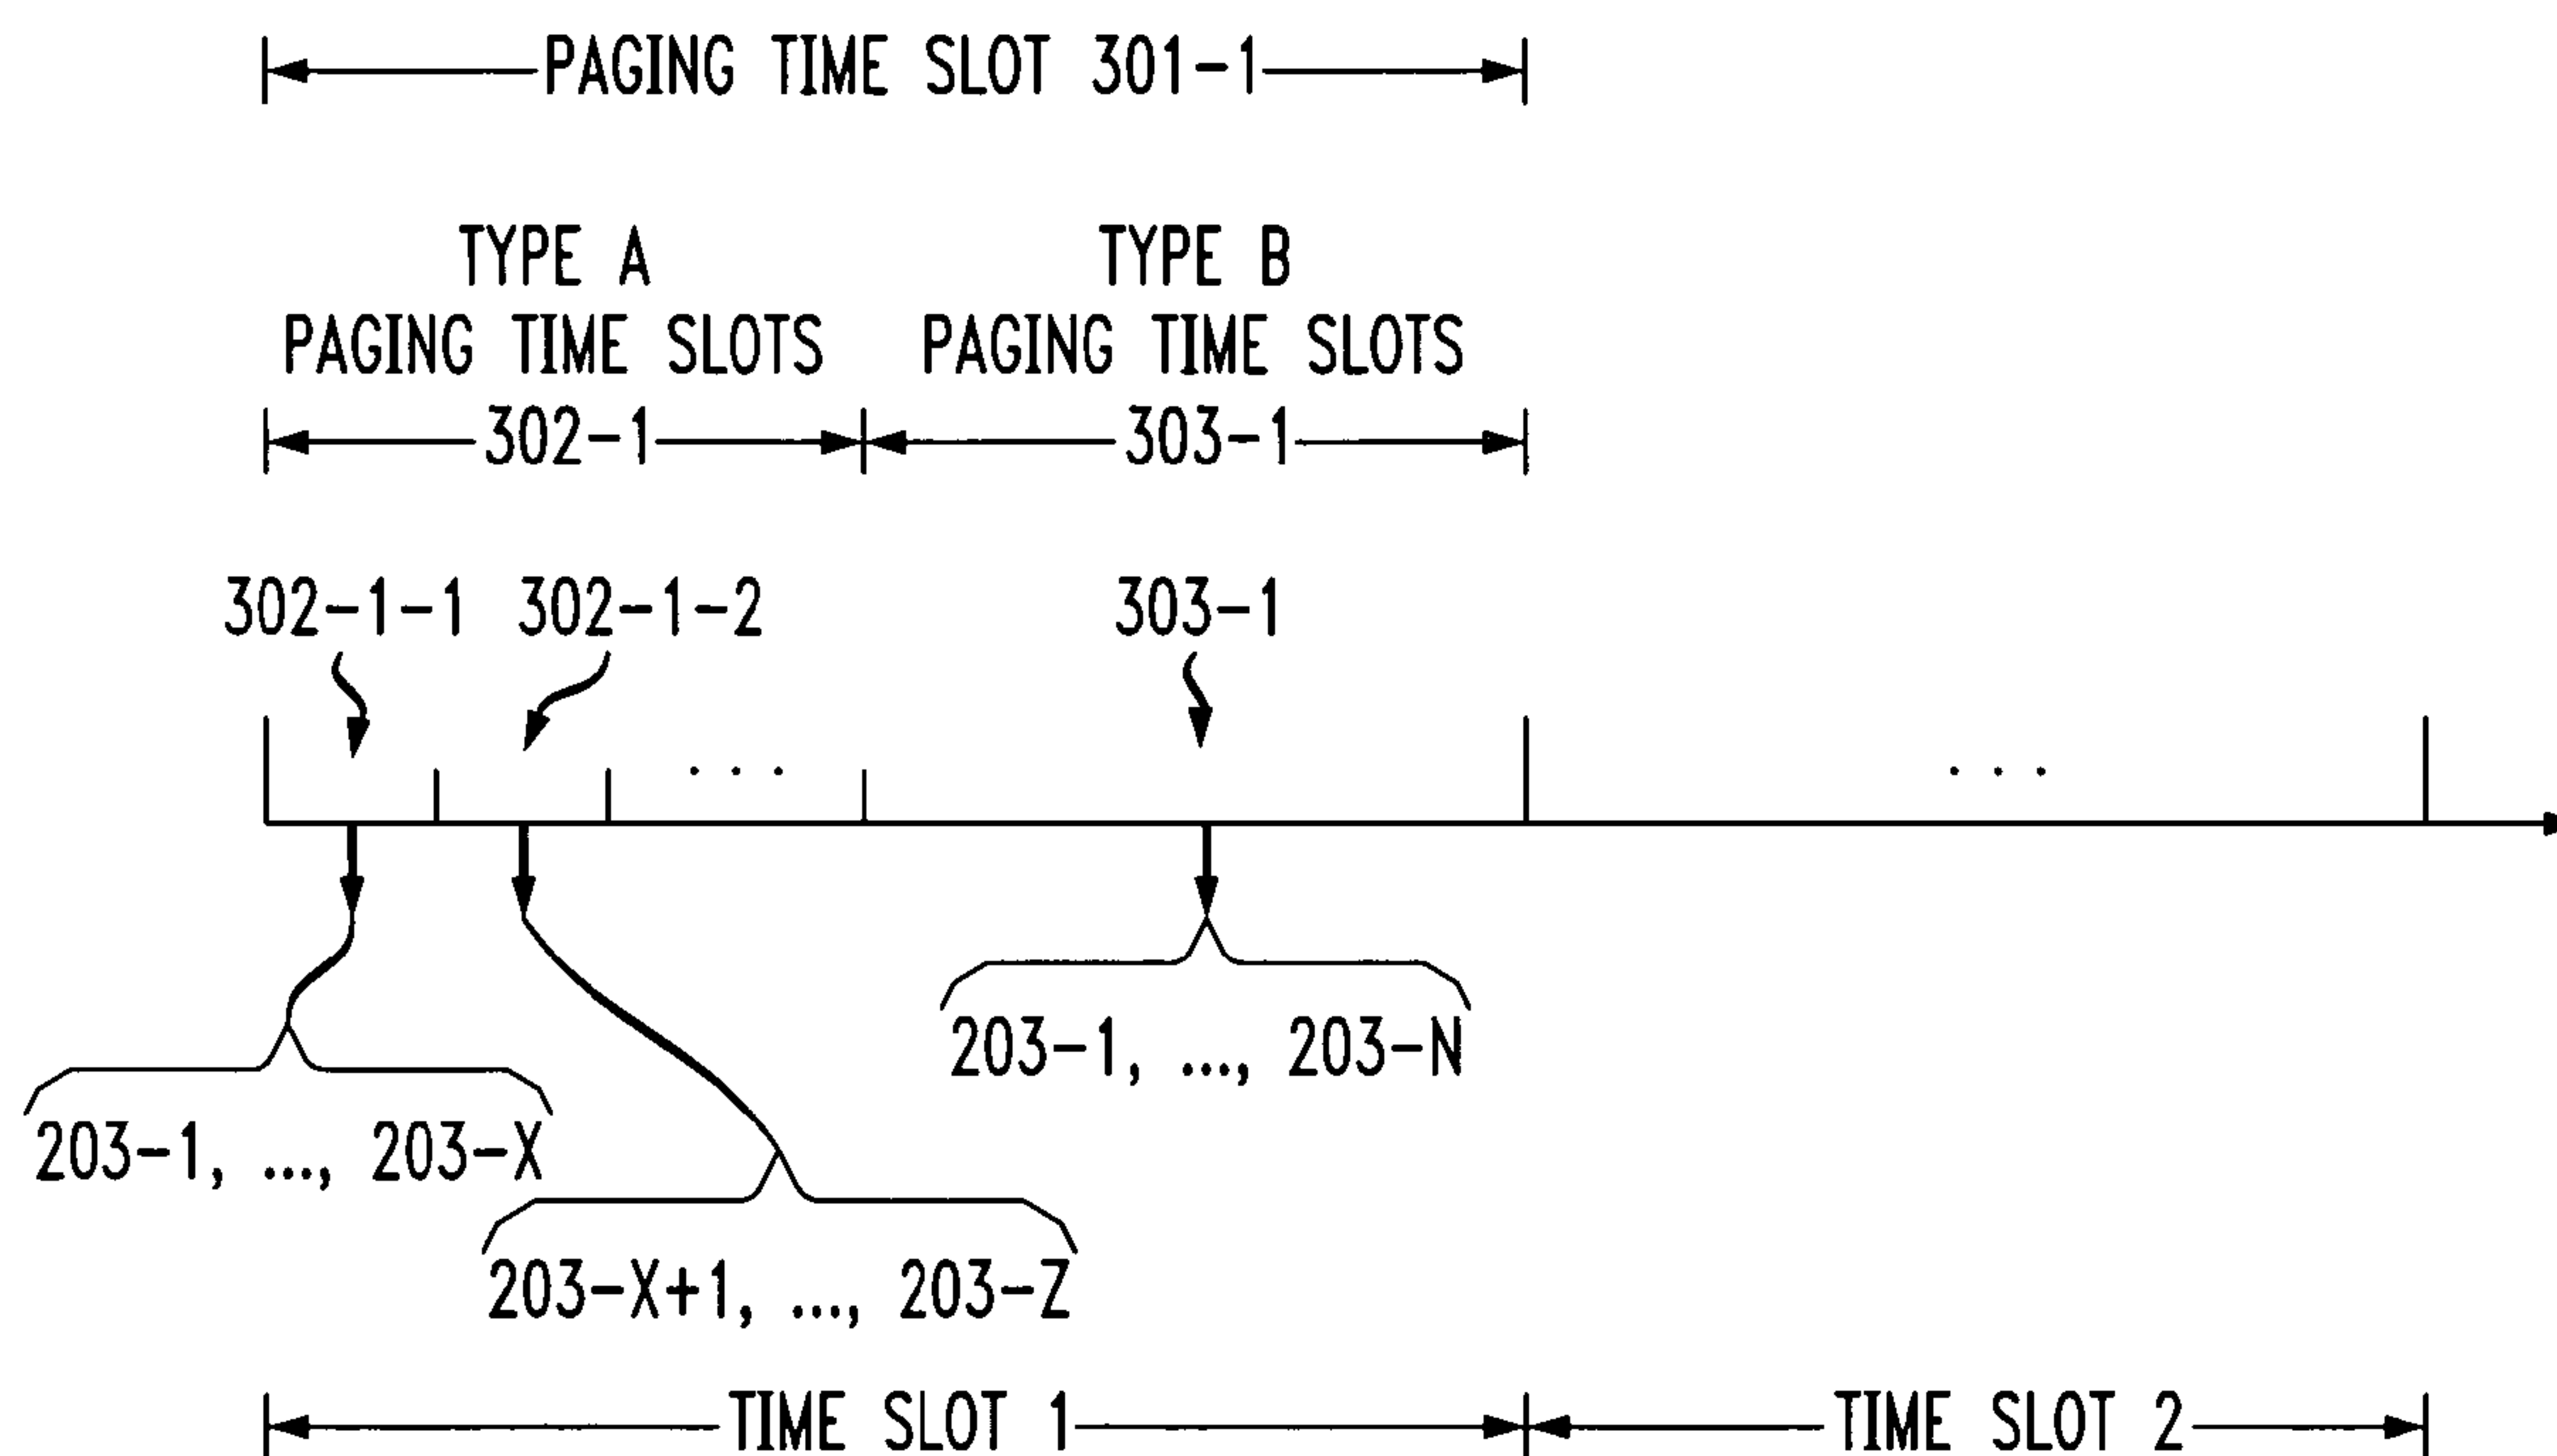 PAGING TIME SLOT 301-1
TYPE A
PAGING TIME SLOTS
302-1
TYPE B
PAGING TIME SLOTS
303-1
302-1-1
302-1-2
303-1
. . .
. . .
203-1, ..., 203-N
203-1, ..., 203-X
203-X+1, ..., 203-Z
TIME SLOT 1
TIME SLOT 2